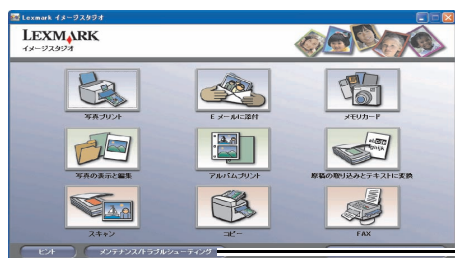 Lexmark イメージスタジオ
LEXMARK
イメージスタジオ
写真プリント
E メールに添付
メモリカード
写真の表示と編集
アルバムプリント
原稿の取り込みとテキストに変換
スキャン
コピー
FAX
ヒント
メンテナンス/トラブルシューティング